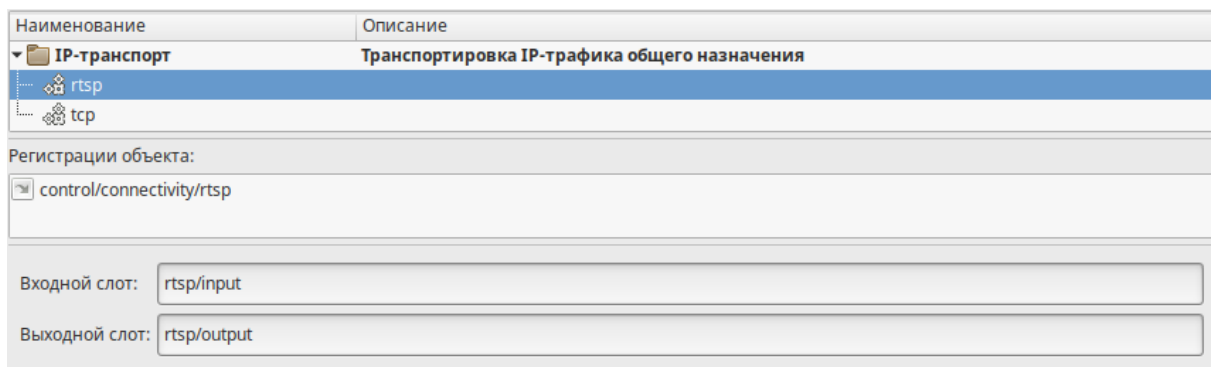 Наименование Описание
IP-транспорт Транспортировка IP-трафика общего назначения
rtsp
tcp
Регистрации объекта:
control/connectivity/rtsp
Входной слот: rtsp/input
Выходной слот: rtsp/output